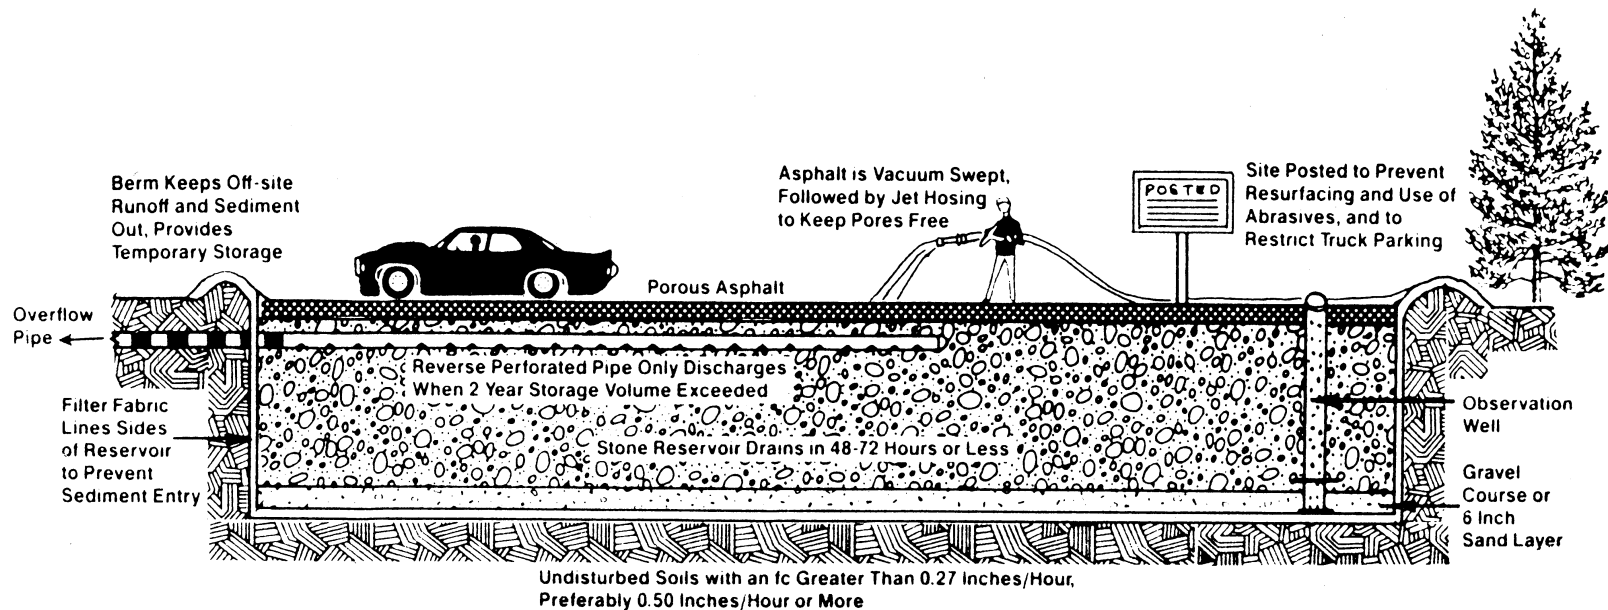 Berm Keeps Off-site
Runoff and Sediment
Out, Provides
Temporary Storage
Asphalt is Vacuum Swept,
Followed by Jet Hosing
to Keep Pores Free
POSTED
Site Posted to Prevent
Resurfacing and Use of
Abrasives, and to
Restrict Truck Parking
Porous Asphalt
Overflow
Pipe
Reverse Perforated Pipe Only Discharges
When 2 Year Storage Volume Exceeded
Filter Fabric
Lines Sides
of Reservoir
to Prevent
Sediment Entry
Stone Reservoir Drains in 48-72 Hours or Less
Observation
Well
Gravel
Course or
6 Inch
Sand Layer
Undisturbed Soils with an fc Greater Than 0.27 Inches/Hour,
Preferably 0.50 Inches/Hour or More